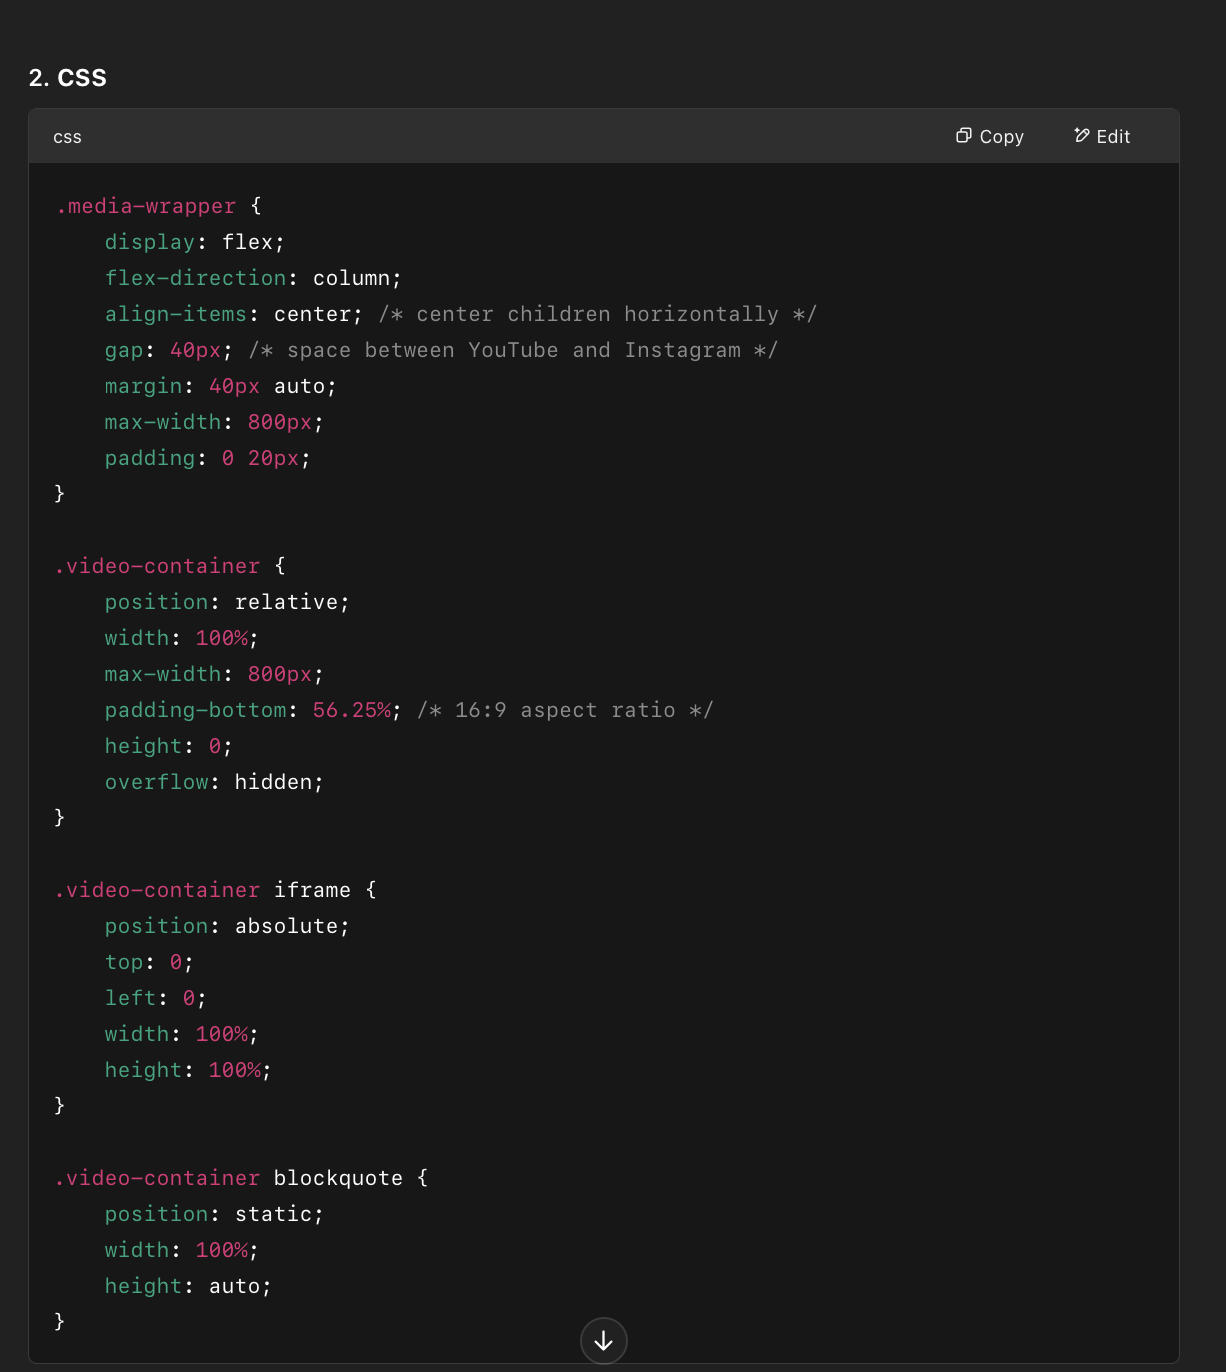 2. CSS
css
Copy
Edit
.media-wrapper {
    display: flex;
    flex-direction: column;
    align-items: center; /* center children horizontally */
    gap: 40px; /* space between YouTube and Instagram */
    margin: 40px auto;
    max-width: 800px;
    padding: 0 20px;
}

.video-container {
    position: relative;
    width: 100%;
    max-width: 800px;
    padding-bottom: 56.25%; /* 16:9 aspect ratio */
    height: 0;
    overflow: hidden;
}

.video-container iframe {
    position: absolute;
    top: 0;
    left: 0;
    width: 100%;
    height: 100%;
}

.video-container blockquote {
    position: static;
    width: 100%;
    height: auto;
}